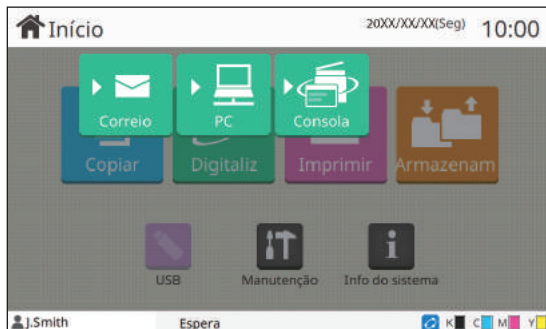 Início 20XX/XX/XX(Seg) 10:00
Correio PC Consola
Copiar Digitaliz Imprimir Armazenam
USB Manutenção Info do sistema
J.Smith Espera K C M Y